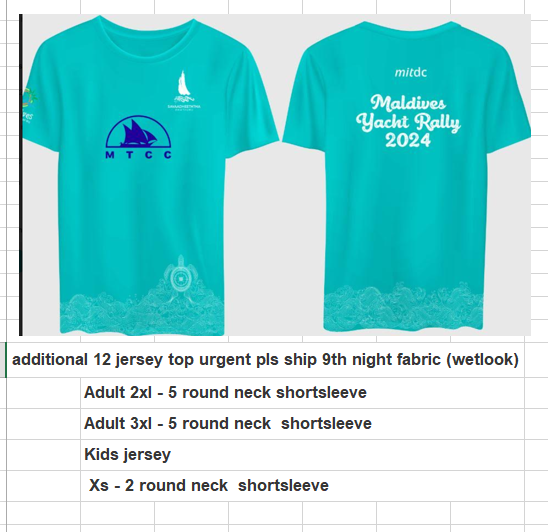 mitdc
Maldives
Yacht Rally
2024
M T C C
additional 12 jersey top urgent pls ship 9th night fabric (wetlook)
Adult 2xl - 5 round neck shortsleeve
Adult 3xl - 5 round neck  shortsleeve
Kids jersey
Xs - 2 round neck  shortsleeve